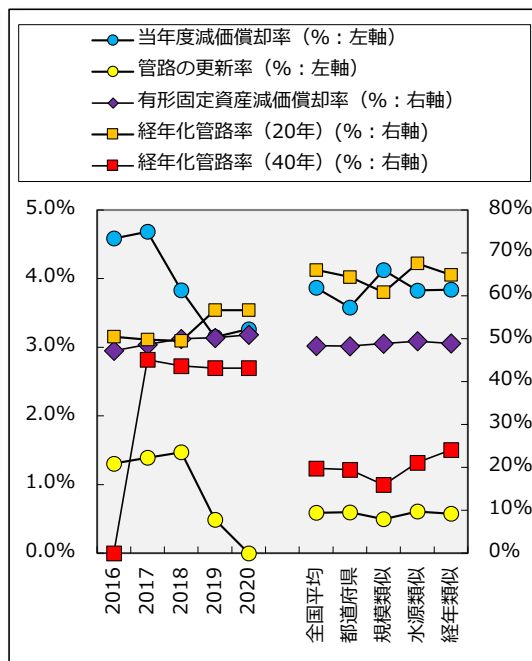 当年度減価償却率（%：左軸）
管路の更新率（%：左軸）
有形固定資産減価償却率（%：右軸）
経年化管路率（20年）(%：右軸)
経年化管路率（40年）(%：右軸)
5.0%
4.0%
3.0%
2.0%
1.0%
0.0%
80%
70%
60%
50%
40%
30%
20%
10%
0%
2016
2017
2018
2019
2020
全国平均
都道府県
規模類似
水源類似
経年類似